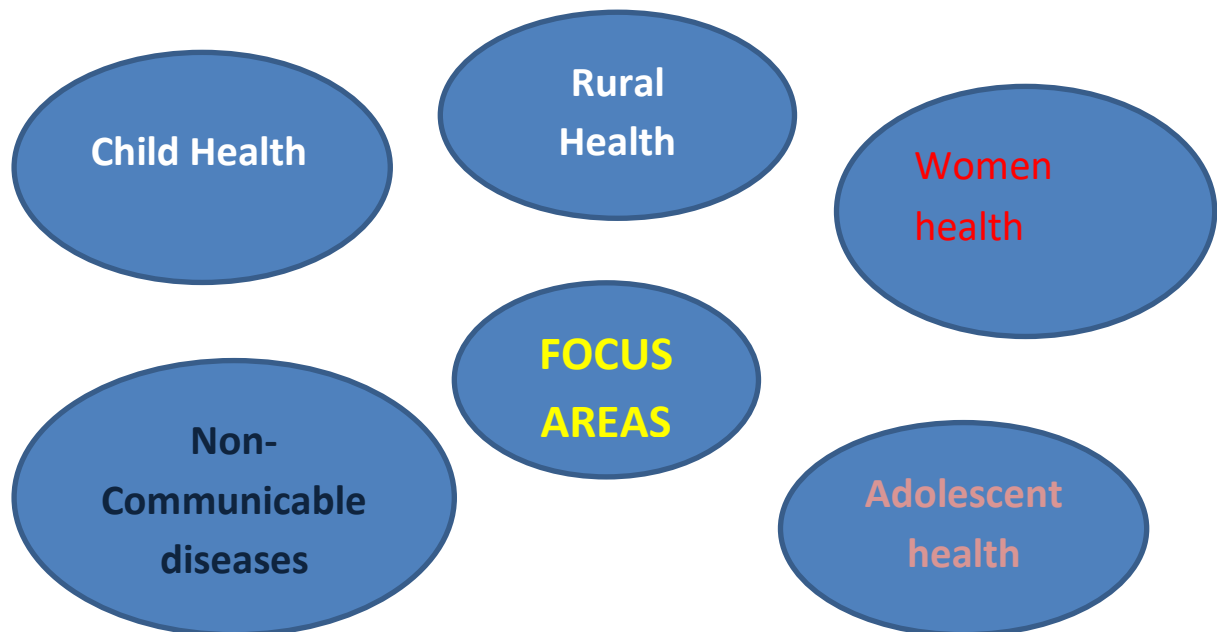 Child Health
Rural
Health
Women
health
FOCUS
AREAS
Non-
Communicable
diseases
Adolescent
health